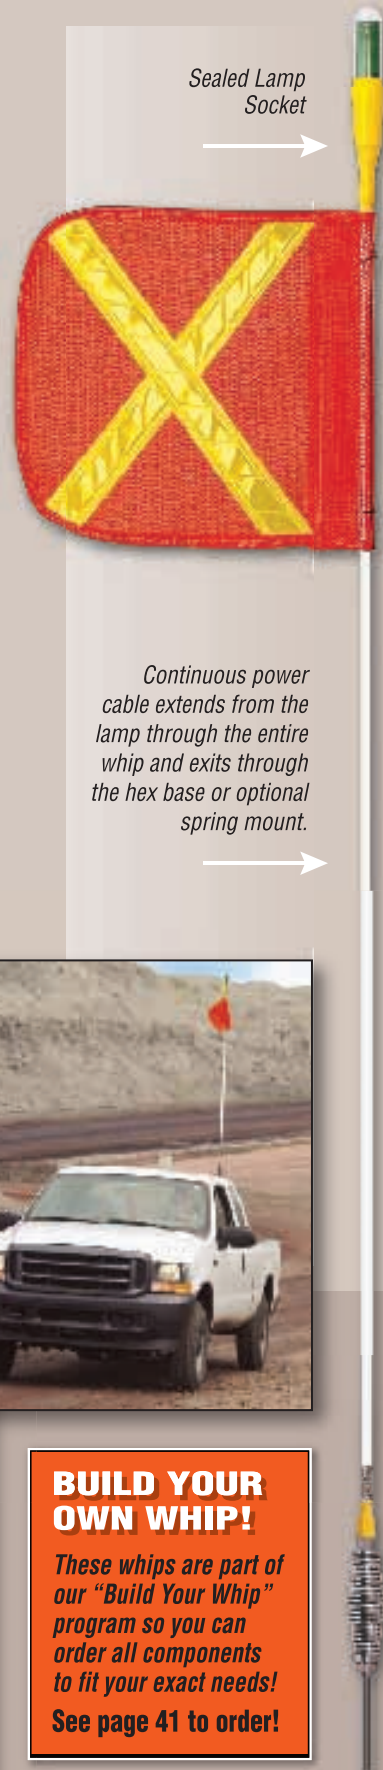 Sealed Lamp
Socket
Continuous power
cable extends from the
lamp through the entire
whip and exits through
the hex base or optional
spring mount.
BUILD YOUR
OWN WHIP!
These whips are part of
our “Build Your Whip”
program so you can
order all components
to fit your exact needs!
See page 41 to order!